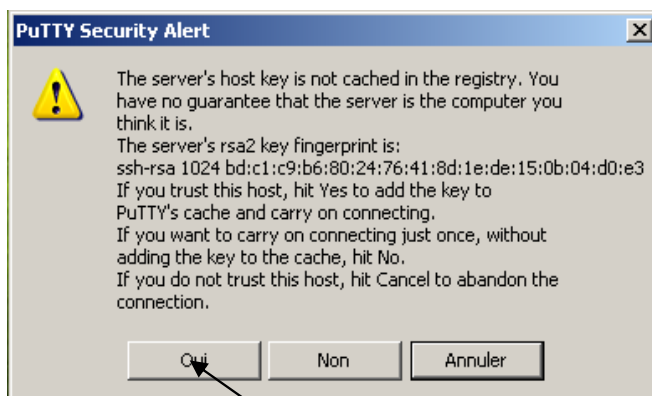 PuTTY Security Alert
The server's host key is not cached in the registry. You
have no guarantee that the server is the computer you
think it is.
The server's rsa2 key fingerprint is:
ssh-rsa 1024 bd:c1:c9:b6:80:24:76:41:8d:1e:de:15:0b:04:d0:e3
If you trust this host, hit Yes to add the key to
PuTTY's cache and carry on connecting.
If you want to carry on connecting just once, without
adding the key to the cache, hit No.
If you do not trust this host, hit Cancel to abandon the
connection.
Oui Non Annuler